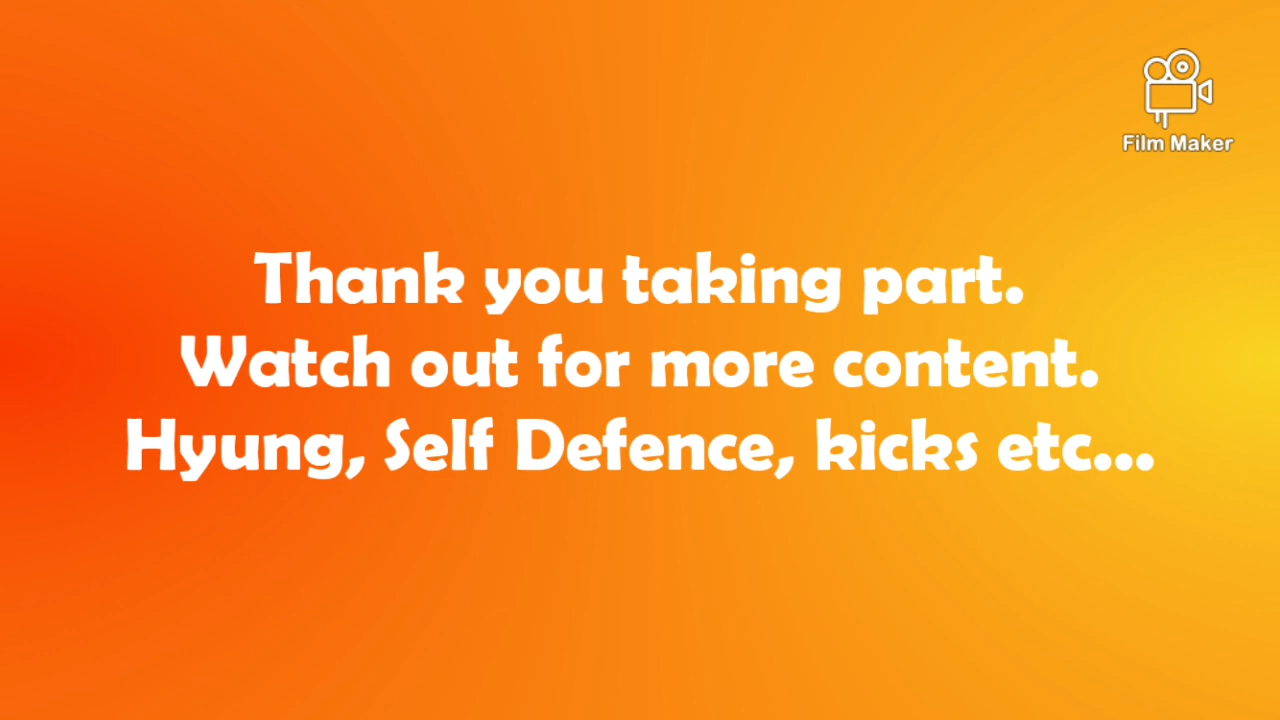 Film Maker
Thank you taking part.
Watch out for more content.
Hyung, Self Defence, kicks etc...